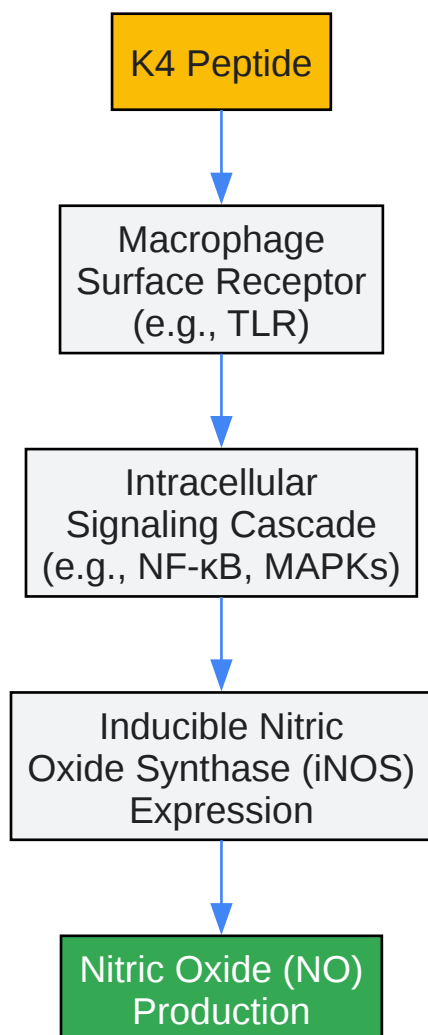 K4 Peptide
Macrophage
Surface Receptor
(e.g., TLR)
Intracellular
Signaling Cascade
(e.g., NF-κB, MAPKs)
Inducible Nitric
Oxide Synthase (iNOS)
Expression
Nitric Oxide (NO)
Production